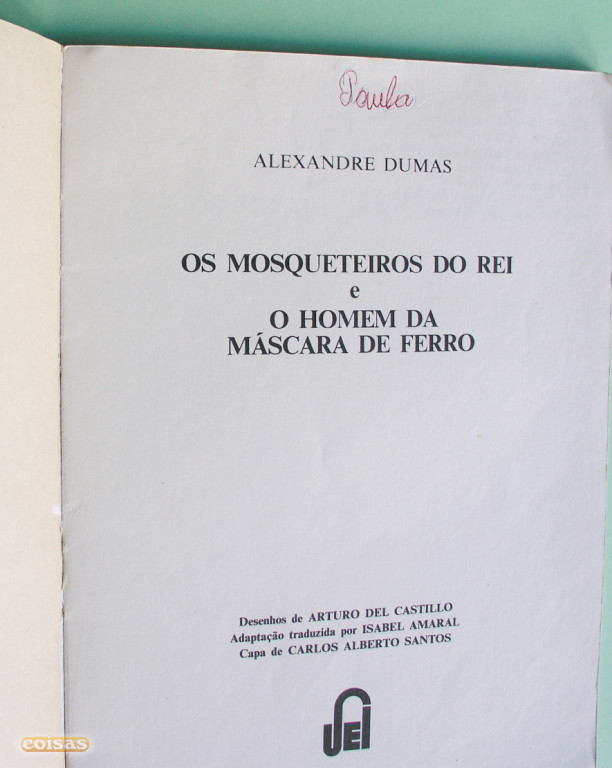 Paula
ALEXANDRE DUMAS
OS MOSQUETEIROS DO REI
e
O HOMEM DA
MÁSCARA DE FERRO
Desenhos de ARTURO DEL CASTILLO
Adaptação traduzida por ISABEL AMARAL
Capa de CARLOS ALBERTO SANTOS
coisas